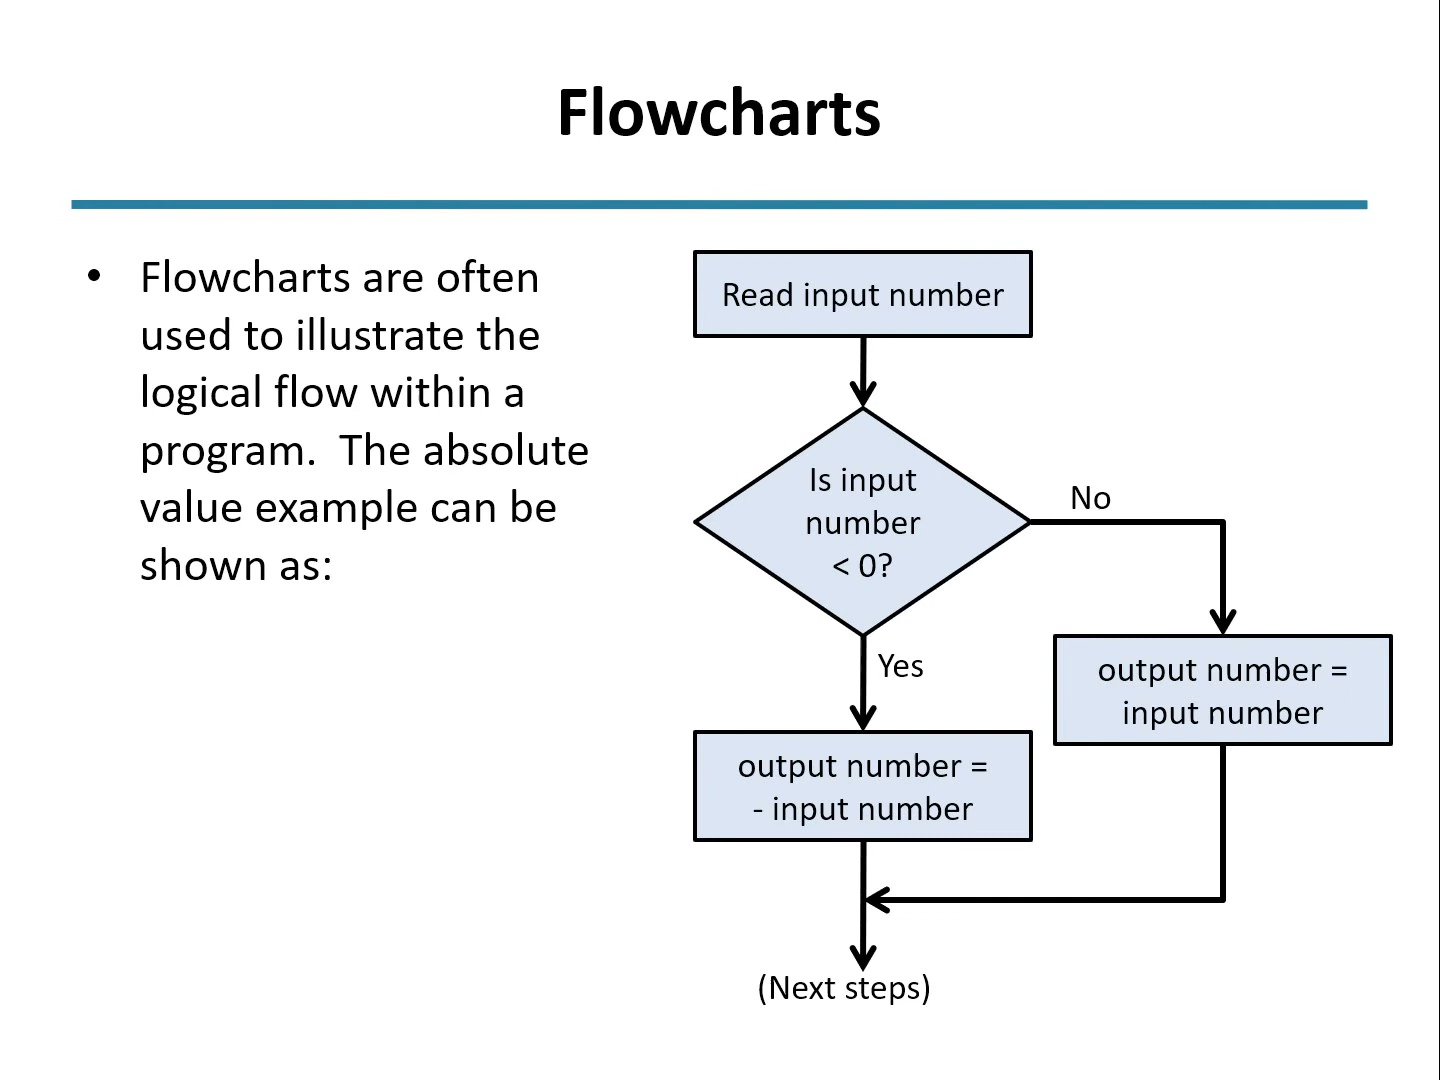 Flowcharts
• Flowcharts are often
used to illustrate the
logical flow within a
program.  The absolute
value example can be
shown as:
Read input number
Is input
number
< 0?
No
Yes
output number =
input number
output number =
- input number
(Next steps)